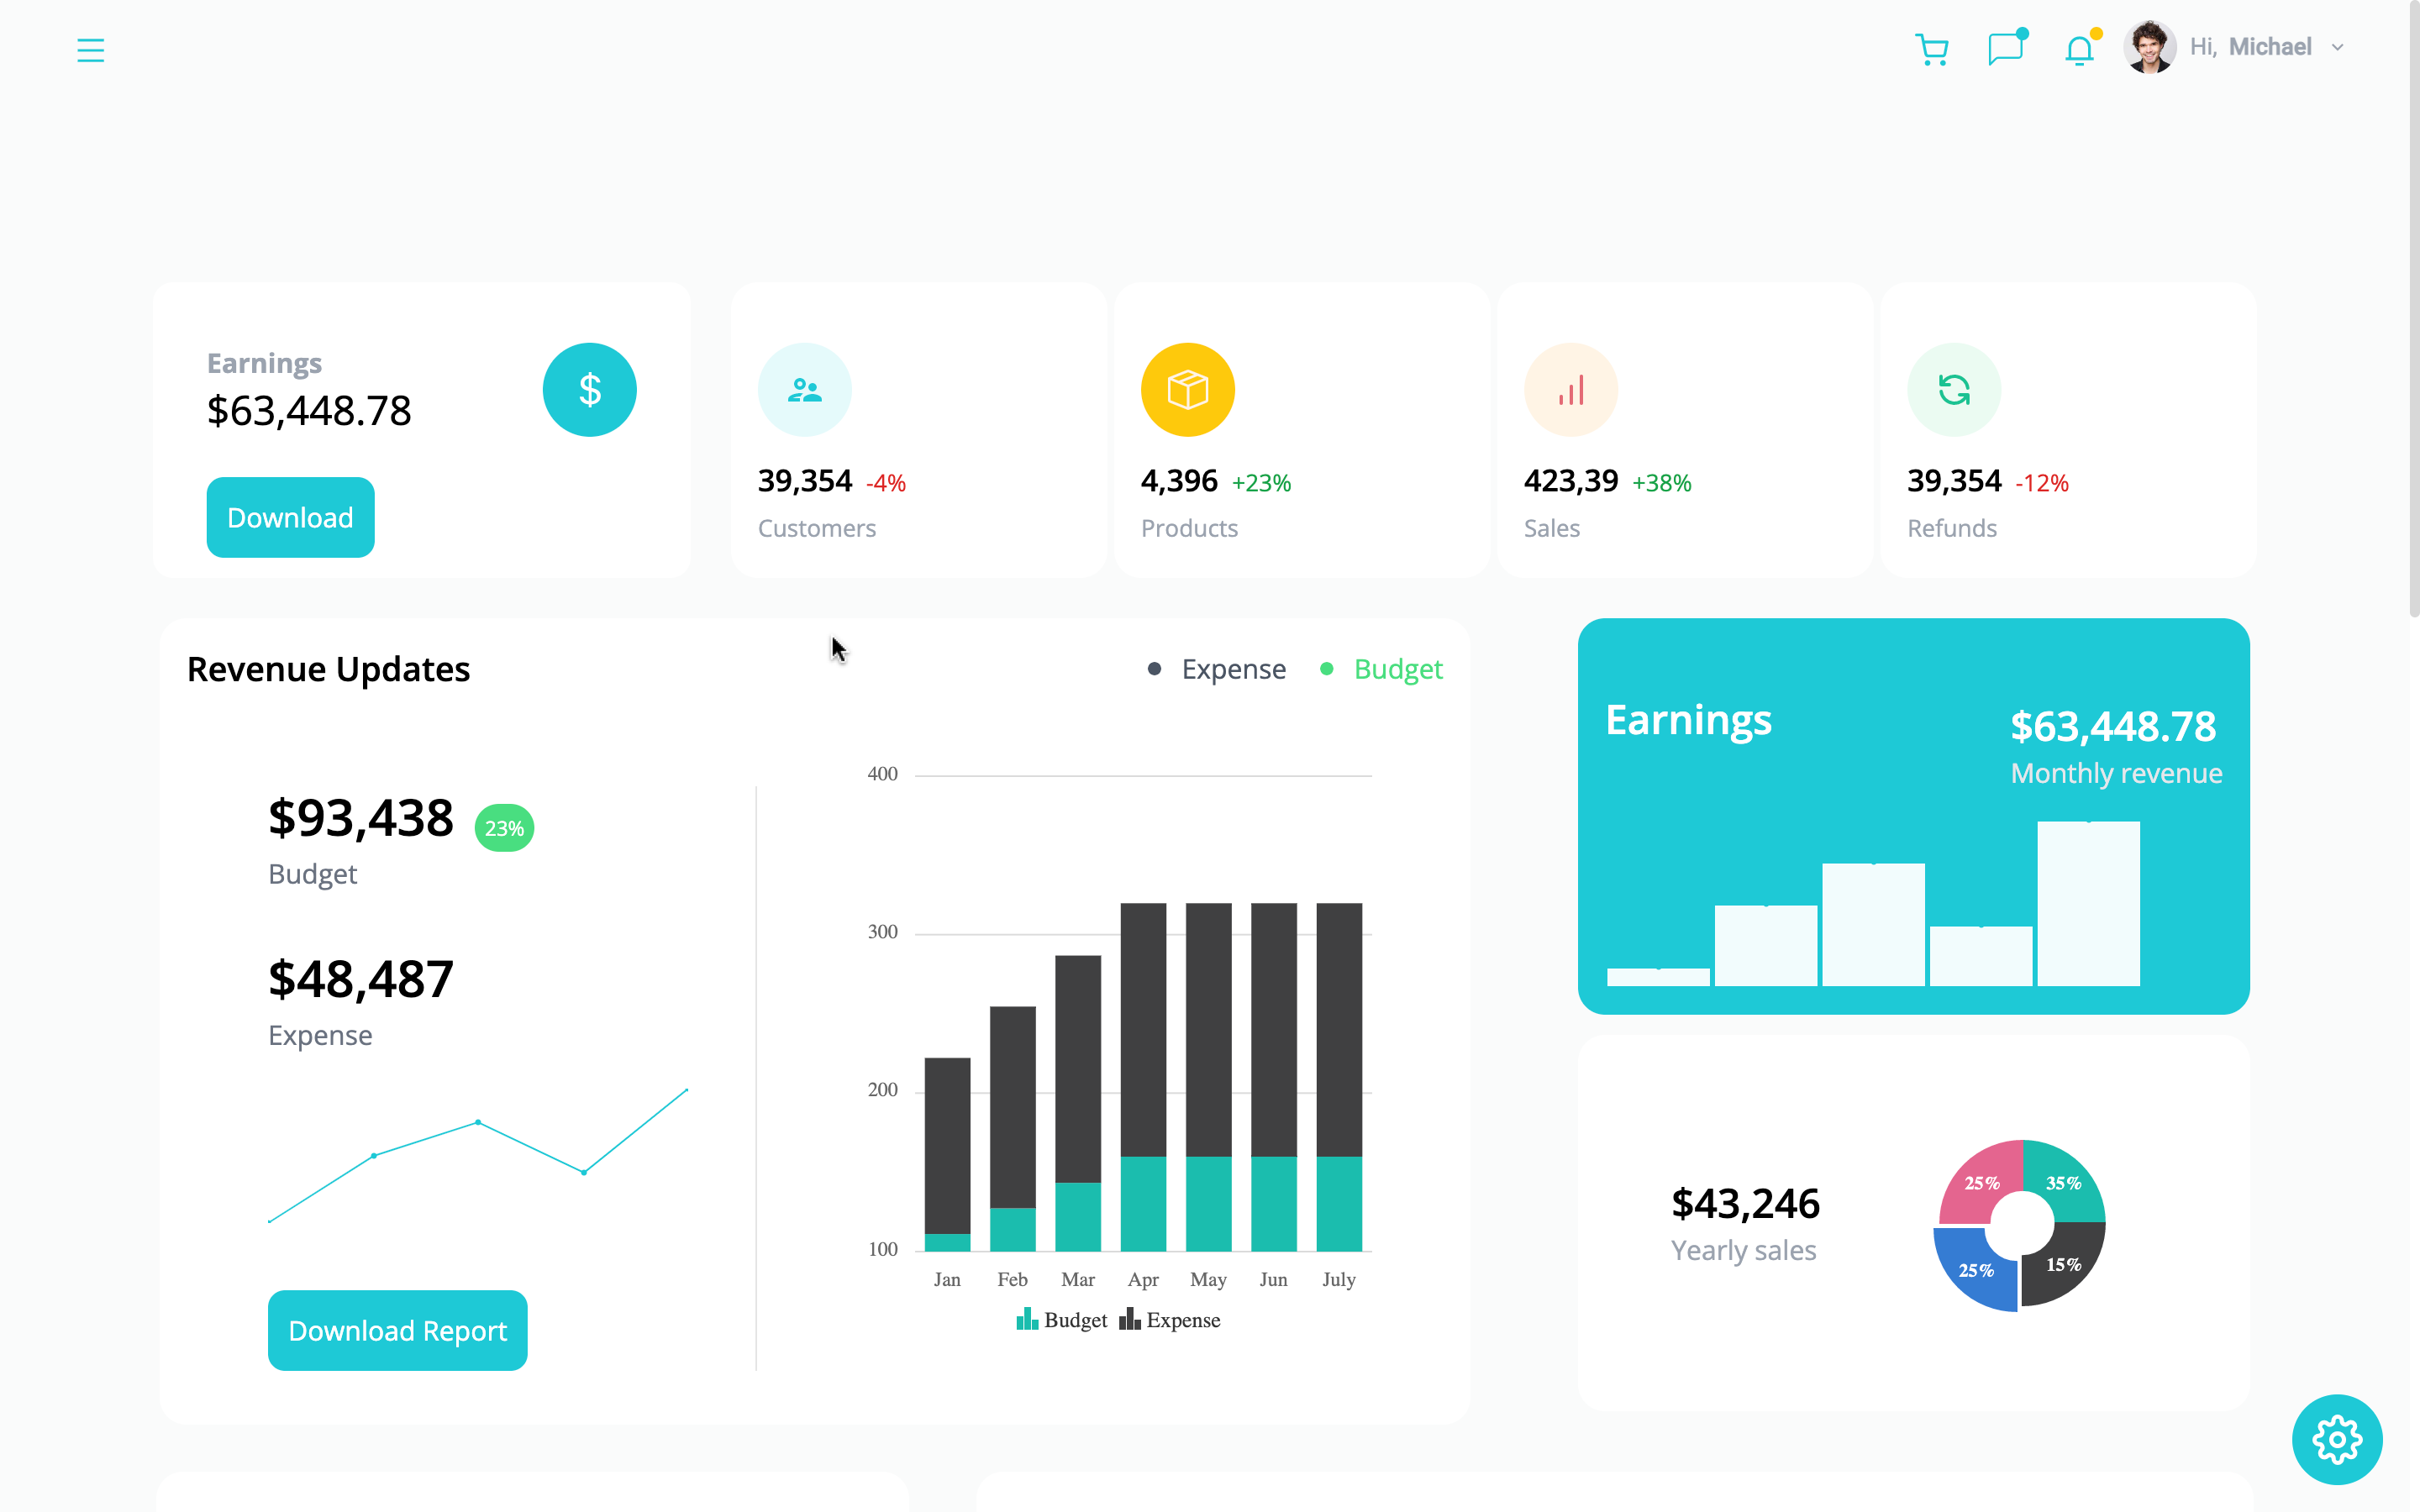 Hi, Michael
Earnings
$63,448.78
$
Download
39,354 -4%
Customers
4,396 +23%
Products
423,39 +38%
Sales
39,354 -12%
Refunds
Revenue Updates
Expense
Budget
$93,438 23%
Budget
$48,487
Expense
Download Report
400
300
200
100
Jan Feb Mar Apr May Jun July
Budget Expense
Earnings
$63,448.78
Monthly revenue
$43,246
Yearly sales
25% 35%
25% 15%